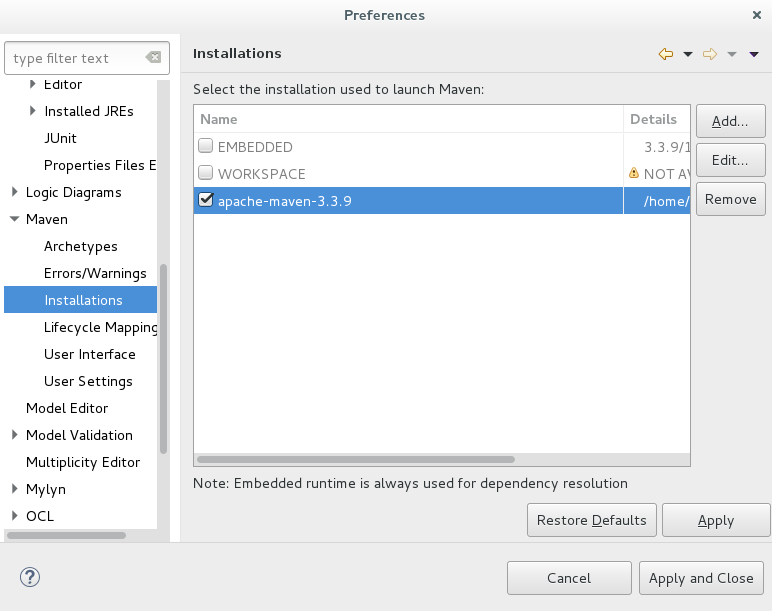 Preferences
type filter text
Editor
Installed JREs
JUnit
Properties Files E
Logic Diagrams
Maven
Archetypes
Errors/Warnings
Installations
Lifecycle Mapping
User Interface
User Settings
Model Editor
Model Validation
Multiplicity Editor
Mylyn
OCL
Installations
Select the installation used to launch Maven:
Name Details
EMBEDDED 3.3.9/1
WORKSPACE NOT AV
apache-maven-3.3.9 /home/
Add...
Edit...
Remove
Note: Embedded runtime is always used for dependency resolution
Restore Defaults Apply
Cancel Apply and Close